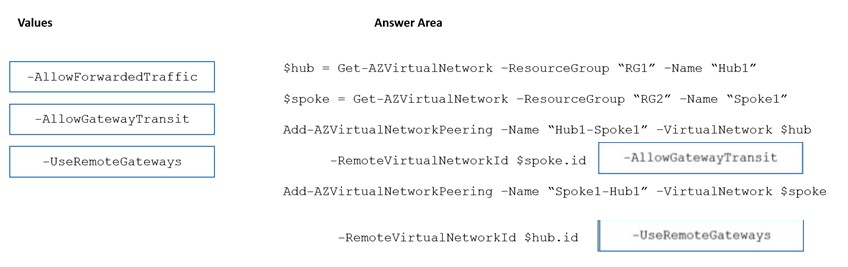 Values
Answer Area
-AllowForwardedTraffic
-AllowGatewayTransit
-UseRemoteGateways
$hub = Get-AZVirtualNetwork -ResourceGroup “RG1” -Name “Hub1”
$spoke = Get-AZVirtualNetwork -ResourceGroup “RG2” -Name “Spoke1”
Add-AZVirtualNetworkPeering -Name “Hub1-Spoke1” -VirtualNetwork $hub
-RemoteVirtualNetworkId $spoke.id -AllowGatewayTransit
Add-AZVirtualNetworkPeering -Name “Spoke1-Hub1” -VirtualNetwork $spoke
-RemoteVirtualNetworkId $hub.id -UseRemoteGateways